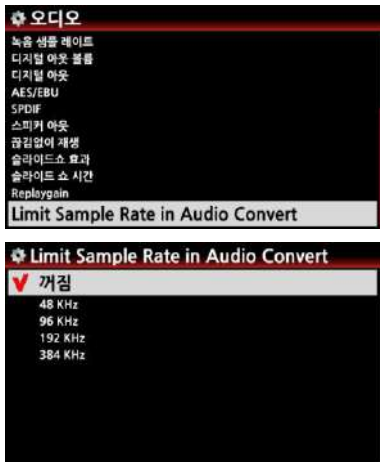 오디오
녹음 샘플 레이트
디지털 아웃 볼륨
디지털 아웃
AES/EBU
SPDIF
스피커 아웃
끊김없이 재생
슬라이드쇼 효과
슬라이트 쇼 시간
Replaygain
Limit Sample Rate in Audio Convert
Limit Sample Rate in Audio Convert
꺼짐
48 KHz
96 KHz
192 KHz
384 KHz